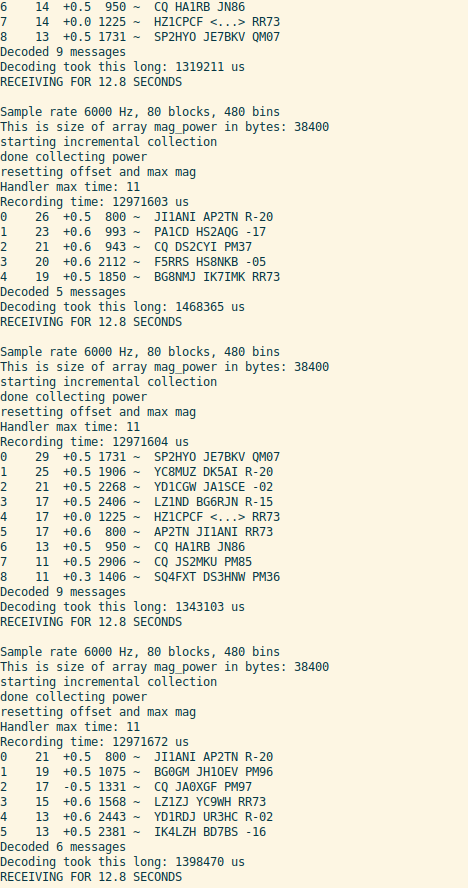 6    14  +0.5  950 ~  CQ HA1RB JN86
7    14  +0.0 1225 ~  HZ1CPCF <...> RR73
8    13  +0.5 1731 ~  SP2HYO JE7BKV QM07
Decoded 9 messages
Decoding took this long: 1319211 us
RECEIVING FOR 12.8 SECONDS

Sample rate 6000 Hz, 80 blocks, 480 bins
This is size of array mag_power in bytes: 38400
starting incremental collection
done collecting power
resetting offset and max mag
Handler max time: 11
Recording time: 12971603 us
0    26  +0.5  800 ~  JI1ANI AP2TN R-20
1    23  +0.6  993 ~  PA1CD HS2AQG -17
2    21  +0.6  943 ~  CQ DS2CYI PM37
3    20  +0.6 2112 ~  F5RRS HS8NKB -05
4    19  +0.5 1850 ~  BG8NMJ IK7IMK RR73
Decoded 5 messages
Decoding took this long: 1468365 us
RECEIVING FOR 12.8 SECONDS

Sample rate 6000 Hz, 80 blocks, 480 bins
This is size of array mag_power in bytes: 38400
starting incremental collection
done collecting power
resetting offset and max mag
Handler max time: 11
Recording time: 12971604 us
0    29  +0.5 1731 ~  SP2HYO JE7BKV QM07
1    25  +0.5 1906 ~  YC8MUZ DK5AI R-20
2    21  +0.5 2268 ~  YD1CGW JA1SCE -02
3    17  +0.5 2406 ~  LZ1ND BG6RJN R-15
4    17  +0.0 1225 ~  HZ1CPCF <...> RR73
5    17  +0.6  800 ~  AP2TN JI1ANI RR73
6    13  +0.5  950 ~  CQ HA1RB JN86
7    11  +0.5 2906 ~  CQ JS2MKU PM85
8    11  +0.3 1406 ~  SQ4FXT DS3HNW PM36
Decoded 9 messages
Decoding took this long: 1343103 us
RECEIVING FOR 12.8 SECONDS

Sample rate 6000 Hz, 80 blocks, 480 bins
This is size of array mag_power in bytes: 38400
starting incremental collection
done collecting power
resetting offset and max mag
Handler max time: 11
Recording time: 12971672 us
0    21  +0.5  800 ~  JI1ANI AP2TN R-20
1    19  +0.5 1075 ~  BG0GM JH1OEV PM96
2    17  -0.5 1331 ~  CQ JA0XGF PM97
3    15  +0.6 1568 ~  LZ1ZJ YC9WH RR73
4    13  +0.6 2443 ~  YD1RDJ UR3HC R-02
5    13  +0.5 2381 ~  IK4LZH BD7BS -16
Decoded 6 messages
Decoding took this long: 1398470 us
RECEIVING FOR 12.8 SECONDS